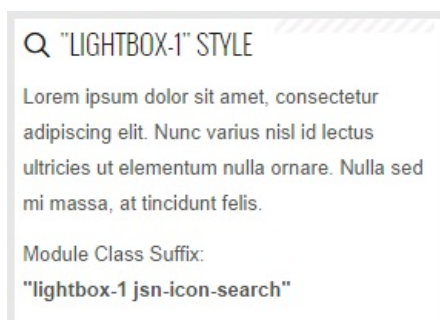 "LIGHTBOX-1" STYLE
Lorem ipsum dolor sit amet, consectetur
adipiscing elit. Nunc varius nisl id lectus
ultricies ut elementum nulla ornare. Nulla sed
mi massa, at tincidunt felis.
Module Class Suffix:
"lightbox-1 jsn-icon-search"